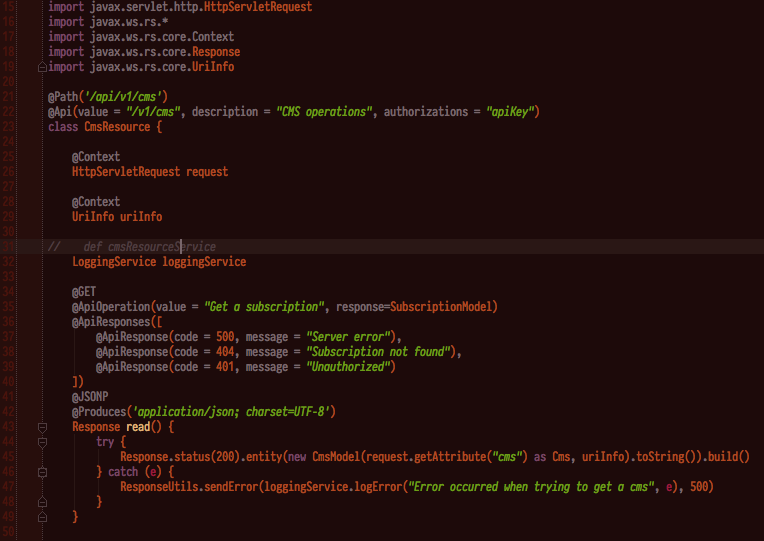 15 import javax.servlet.http.HttpServletRequest
16 import javax.ws.rs.*
17 import javax.ws.rs.core.Context
18 import javax.ws.rs.core.Response
19 import javax.ws.rs.core.UriInfo
20
21 @Path('/api/v1/cms')
22 @Api(value = "/v1/cms", description = "CMS operations", authorizations = "apiKey")
23 class CmsResource {
24
25     @Context
26     HttpServletRequest request
27
28     @Context
29     UriInfo uriInfo
30
31 //    def cmsResourceService
32     LoggingService loggingService
33
34     @GET
35     @ApiOperation(value = "Get a subscription", response=SubscriptionModel)
36     @ApiResponses([
37         @ApiResponse(code = 500, message = "Server error"),
38         @ApiResponse(code = 404, message = "Subscription not found"),
39         @ApiResponse(code = 401, message = "Unauthorized")
40     ])
41     @JSONP
42     @Produces('application/json; charset=UTF-8')
43     Response read() {
44         try {
45             Response.status(200).entity(new CmsModel(request.getAttribute("cms") as Cms, uriInfo).toString()).build()
46         } catch (e) {
47             ResponseUtils.sendError(loggingService.logError("Error occurred when trying to get a cms", e), 500)
48         }
49     }
50